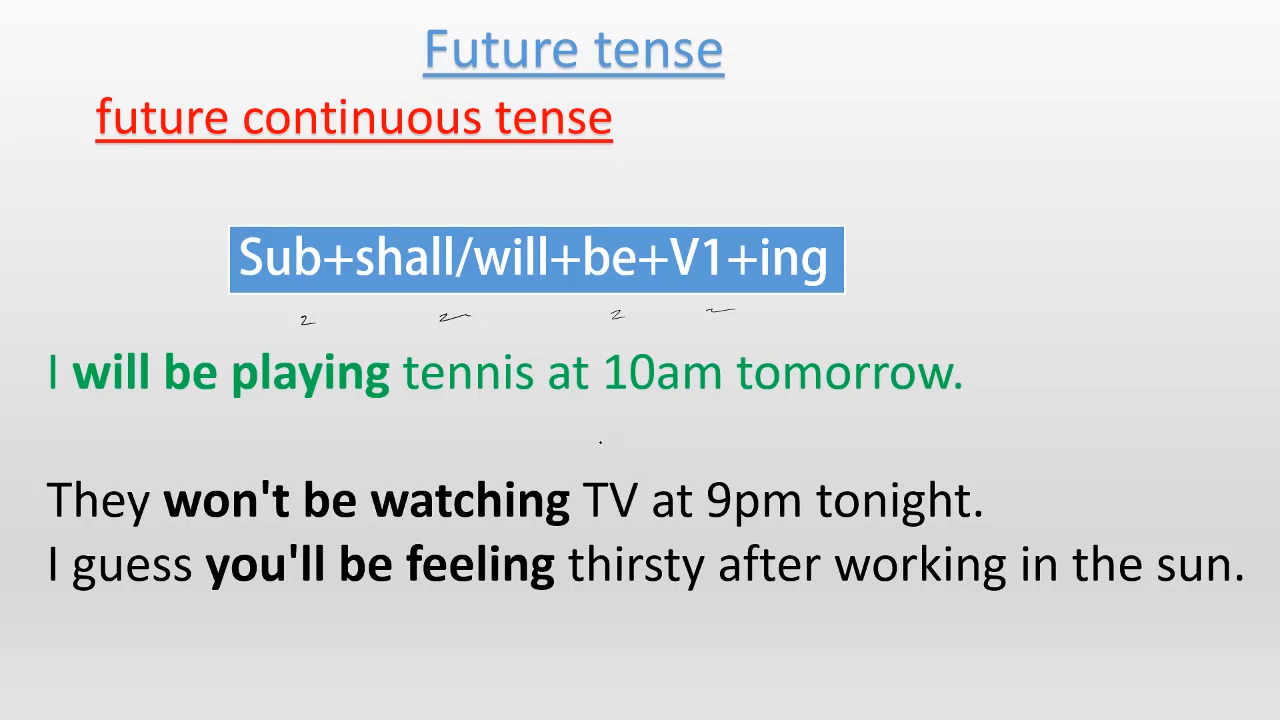 Future tense
future continuous tense
Sub+shall/will+be+V1+ing
I will be playing tennis at 10am tomorrow.
They won't be watching TV at 9pm tonight.
I guess you'll be feeling thirsty after working in the sun.